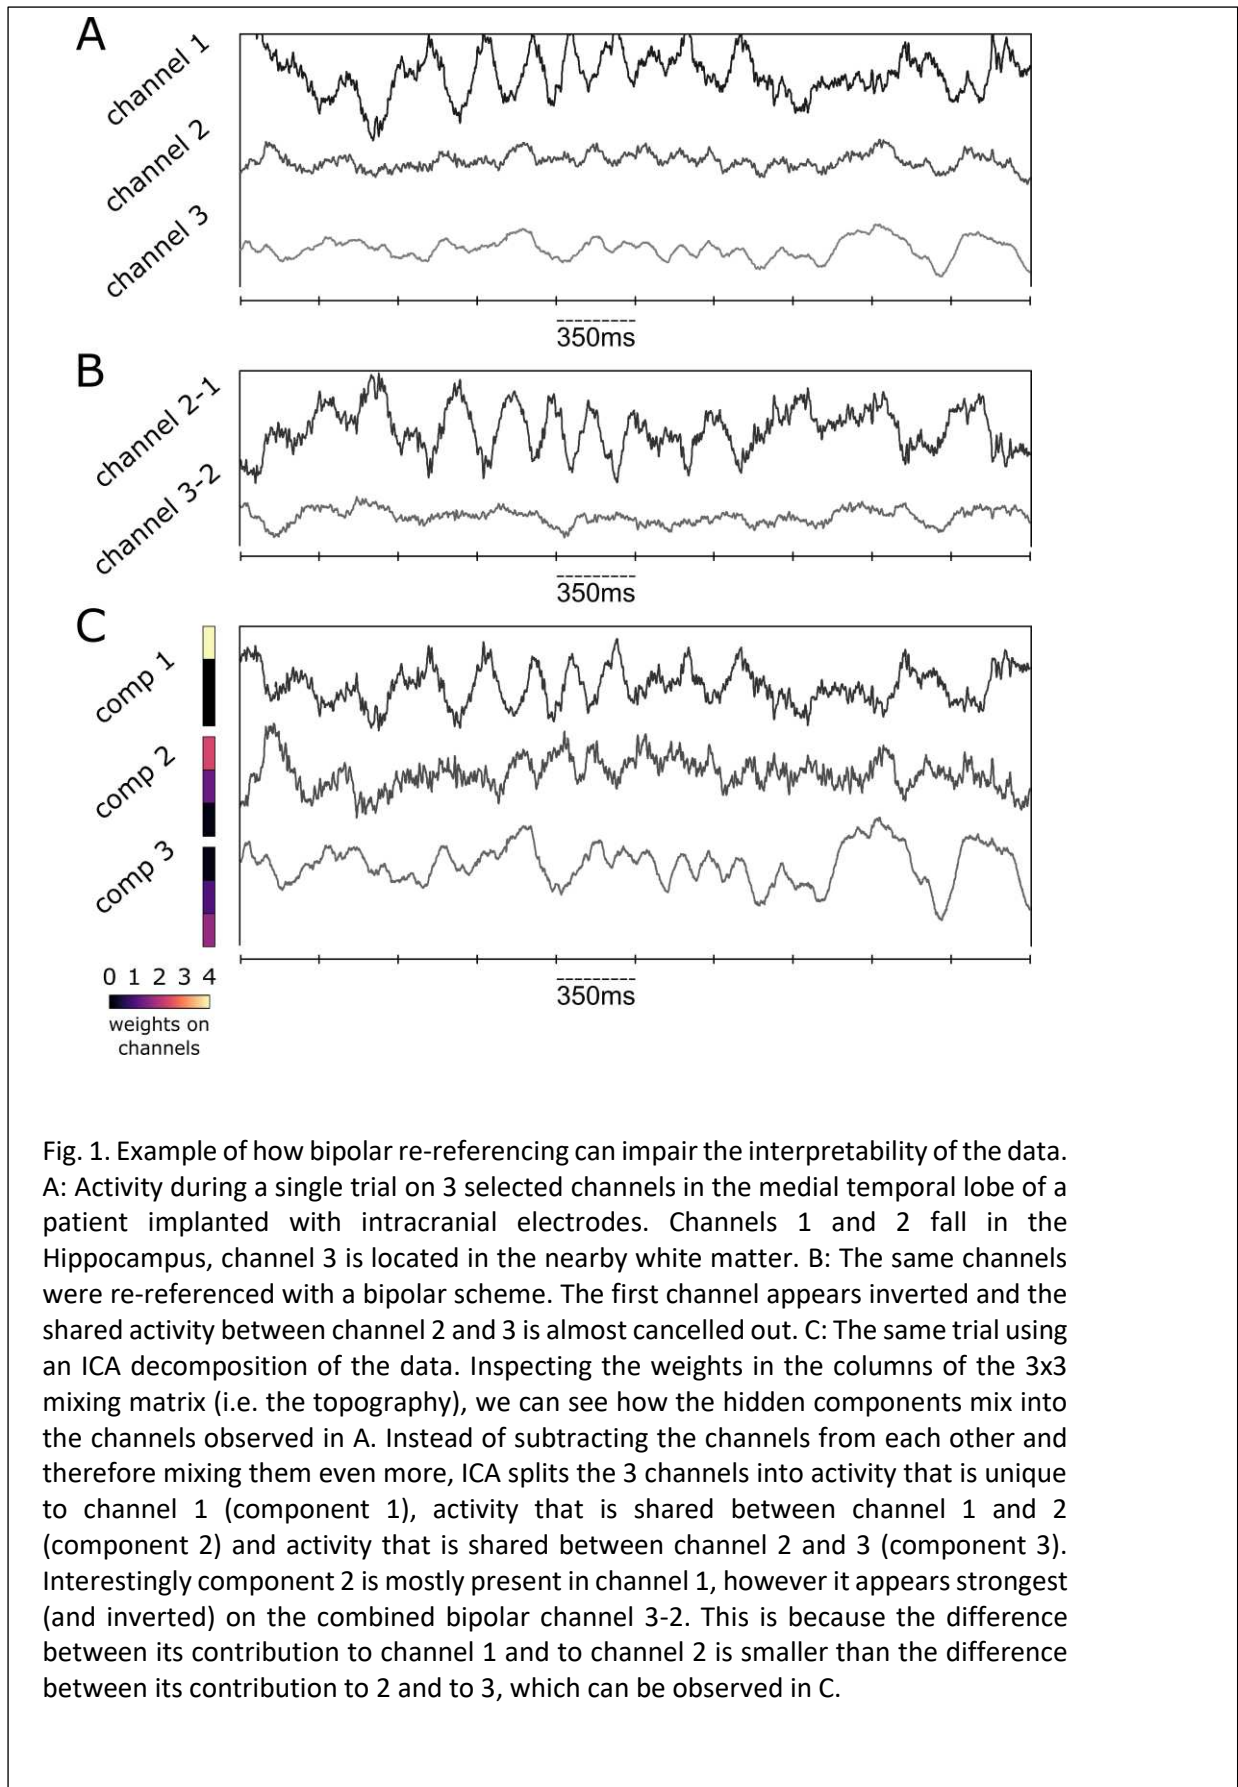 A
channel 1
channel 2
channel 3
350ms
B
channel 2-1
channel 3-2
350ms
C
comp 1
comp 2
comp 3
0 1 2 3 4
weights on
channels
350ms
Fig. 1. Example of how bipolar re-referencing can impair the interpretability of the data.
A: Activity during a single trial on 3 selected channels in the medial temporal lobe of a
patient implanted with intracranial electrodes. Channels 1 and 2 fall in the
Hippocampus, channel 3 is located in the nearby white matter. B: The same channels
were re-referenced with a bipolar scheme. The first channel appears inverted and the
shared activity between channel 2 and 3 is almost cancelled out. C: The same trial using
an ICA decomposition of the data. Inspecting the weights in the columns of the 3x3
mixing matrix (i.e. the topography), we can see how the hidden components mix into
the channels observed in A. Instead of subtracting the channels from each other and
therefore mixing them even more, ICA splits the 3 channels into activity that is unique
to channel 1 (component 1), activity that is shared between channel 1 and 2
(component 2) and activity that is shared between channel 2 and 3 (component 3).
Interestingly component 2 is mostly present in channel 1, however it appears strongest
(and inverted) on the combined bipolar channel 3-2. This is because the difference
between its contribution to channel 1 and to channel 2 is smaller than the difference
between its contribution to 2 and to 3, which can be observed in C.